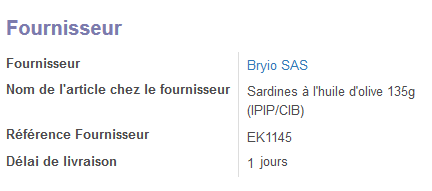 Fournisseur
Fournisseur Bryio SAS
Nom de l'article chez le fournisseur Sardines à l'huile d'olive 135g
(IPIP/CIB)
Référence Fournisseur EK1145
Délai de livraison 1 jours